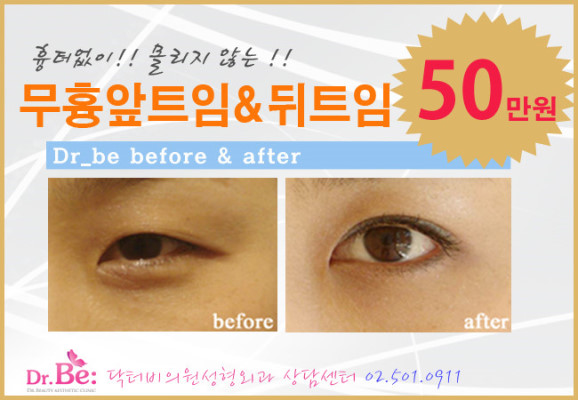 흉터없이!! 물리지 않는 !!
무흉앞트임&뒤트임
50만원
Dr_be before & after
before
after
Dr.Be:
닥터비의원성형외과 상담센터 02.501.0911